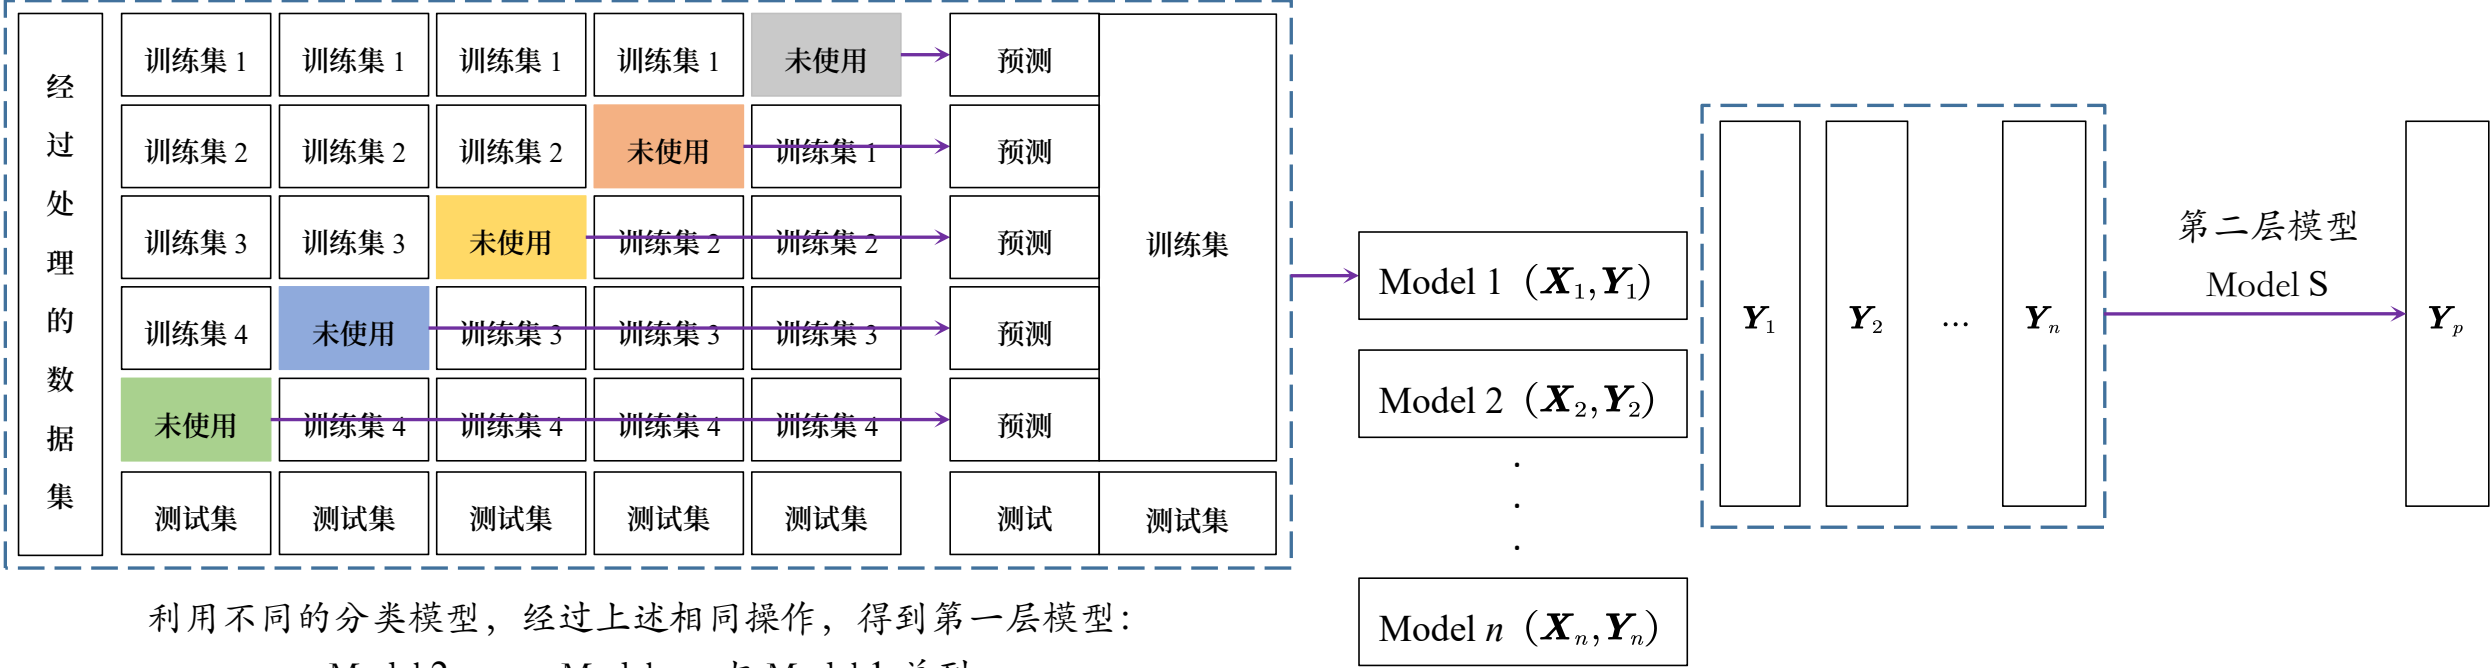 经过处理的数据集
训练集 1 训练集 1 训练集 1 训练集 1 未使用 预测
训练集 2 训练集 2 训练集 2 未使用 训练集 1 预测
训练集 3 训练集 3 未使用 训练集 2 训练集 2 预测
训练集
训练集 4 未使用 训练集 3 训练集 3 训练集 3 预测
未使用 训练集 4 训练集 4 训练集 4 训练集 4 预测
测试集 测试集 测试集 测试集 测试集 测试 测试集
利用不同的分类模型，经过上述相同操作，得到第一层模型：
Model 1（X₁,Y₁）
Model 2（X₂,Y₂）
·
·
·
Model n（Xₙ,Yₙ）
Y₁ Y₂ ... Yₙ
第二层模型
Model S
Yₚ